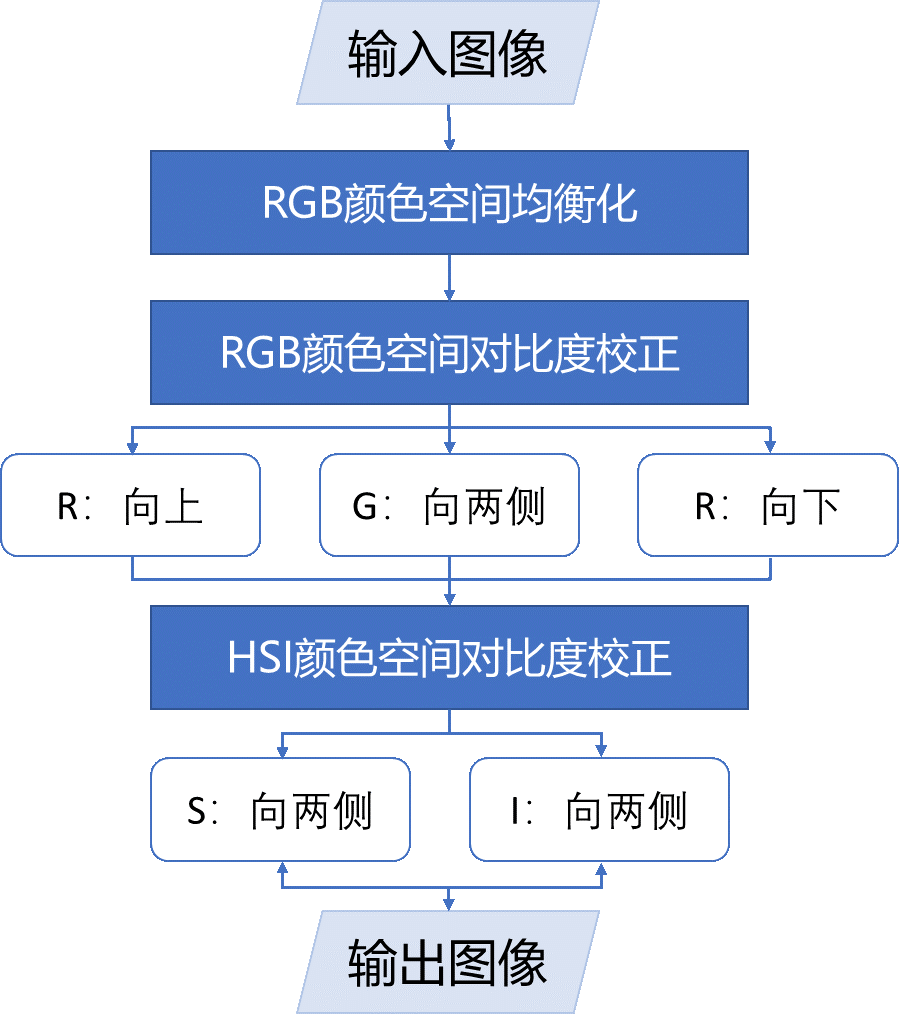 输入图像
RGB颜色空间均衡化
RGB颜色空间对比度校正
R：向上
G：向两侧
R：向下
HSI颜色空间对比度校正
S：向两侧
I：向两侧
输出图像